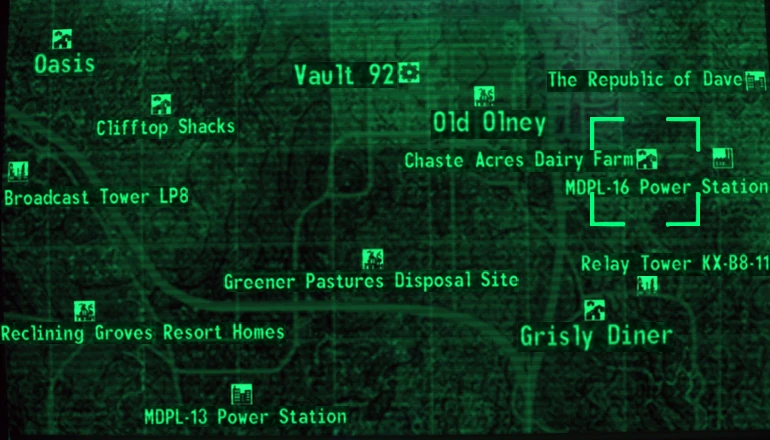 Oasis
Vault 92
The Republic of Dave
Clifftop Shacks
Old Olney
Chaste Acres Dairy Farm
MDPL-16 Power Station
Broadcast Tower LP8
Relay Tower KX-B8-11
Greener Pastures Disposal Site
Reclining Groves Resort Homes
Grisly Diner
MDPL-13 Power Station